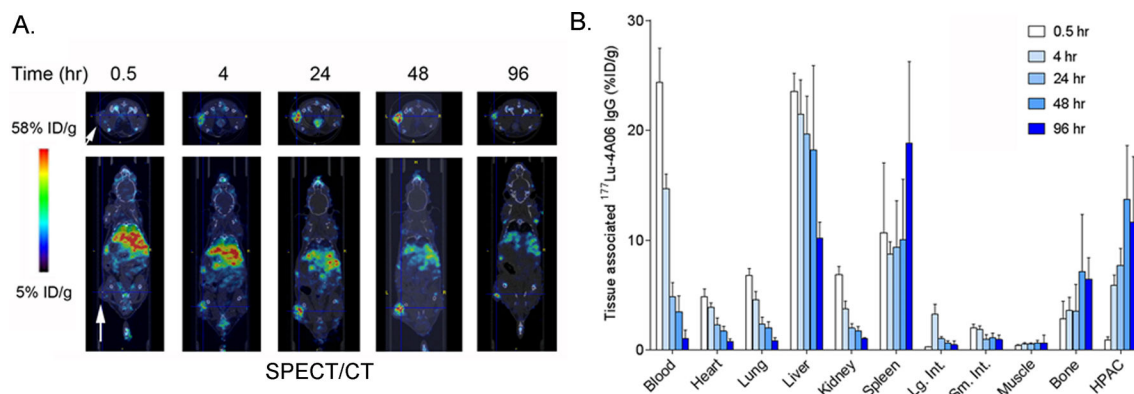 A.
Time (hr) 0.5 4 24 48 96
58% ID/g
5% ID/g
SPECT/CT
B.
Tissue associated ¹⁷⁷Lu-4A06 IgG (%ID/g)
30
20
10
0
0.5 hr
4 hr
24 hr
48 hr
96 hr
Blood Heart Lung Liver Kidney Spleen Lg. Int. Sm. Int. Muscle Bone HPAC